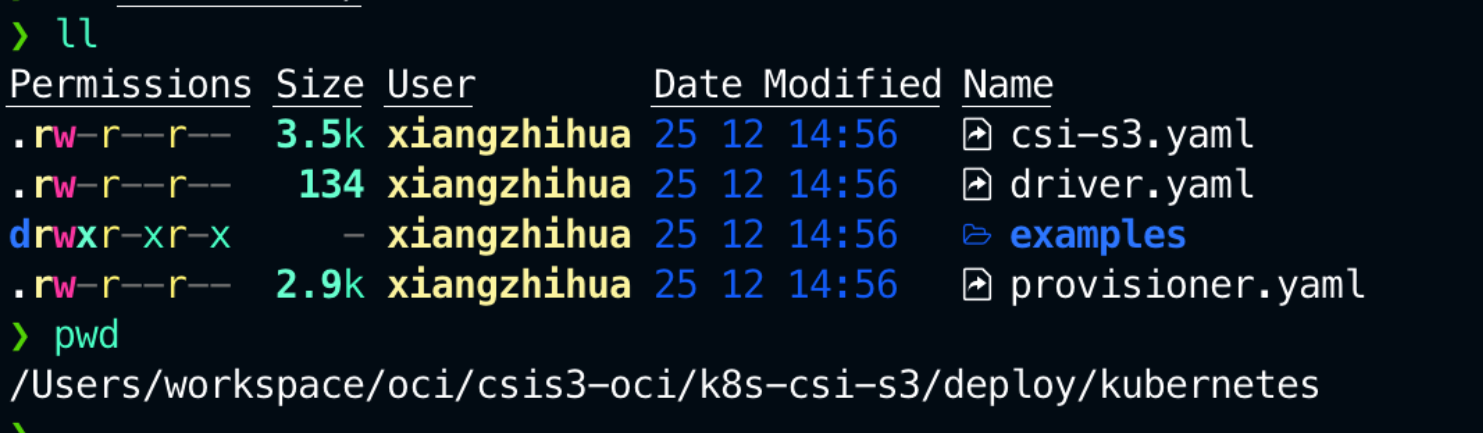 ❯ ll
Permissions Size User Date Modified Name
.rw-r--r-- 3.5k xiangzhihua 25 12 14:56 csi-s3.yaml
.rw-r--r-- 134 xiangzhihua 25 12 14:56 driver.yaml
drwxr-xr-x - xiangzhihua 25 12 14:56 examples
.rw-r--r-- 2.9k xiangzhihua 25 12 14:56 provisioner.yaml
❯ pwd
/Users/workspace/oci/csis3-oci/k8s-csi-s3/deploy/kubernetes